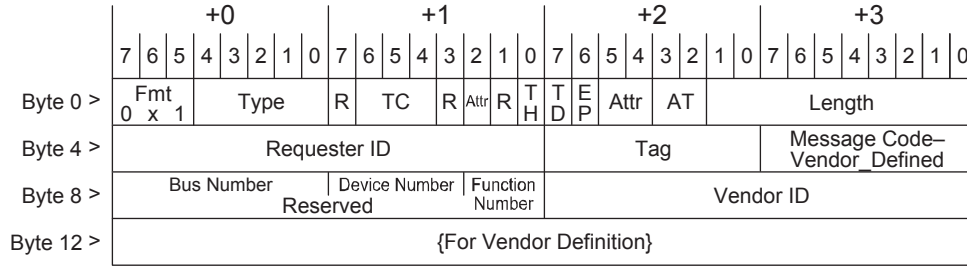 +0 +1 +2 +3
7 6 5 4 3 2 1 0 7 6 5 4 3 2 1 0 7 6 5 4 3 2 1 0 7 6 5 4 3 2 1 0
Byte 0 > Fmt 0 x 1 Type R TC R Attr R TH TD EP Attr AT Length
Byte 4 > Requester ID Tag Message Code– Vendor_Defined
Byte 8 > Bus Number Device Number Function Number Reserved Vendor ID
Byte 12 > {For Vendor Definition}